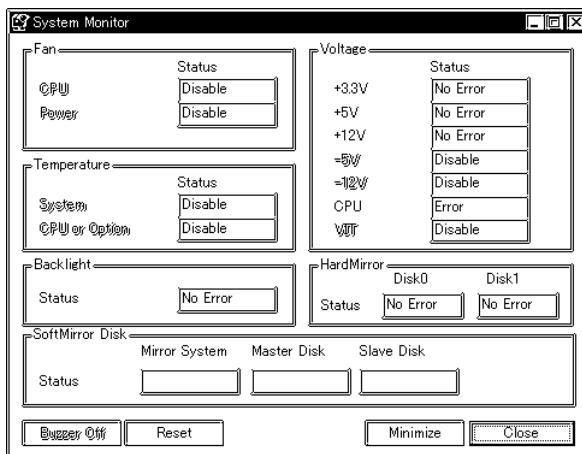 System Monitor
Fan
Status
CPU Disable
Power Disable
Temperature
Status
System Disable
CPU or Option Disable
Backlight
Status No Error
Voltage
Status
+3.3V No Error
+5V No Error
+12V No Error
-5V Disable
-12V Disable
CPU Error
VTT Disable
HardMirror
Disk0 Disk1
Status No Error No Error
SoftMirror Disk
Mirror System Master Disk Slave Disk
Status
Buzzer Off Reset Minimize Close